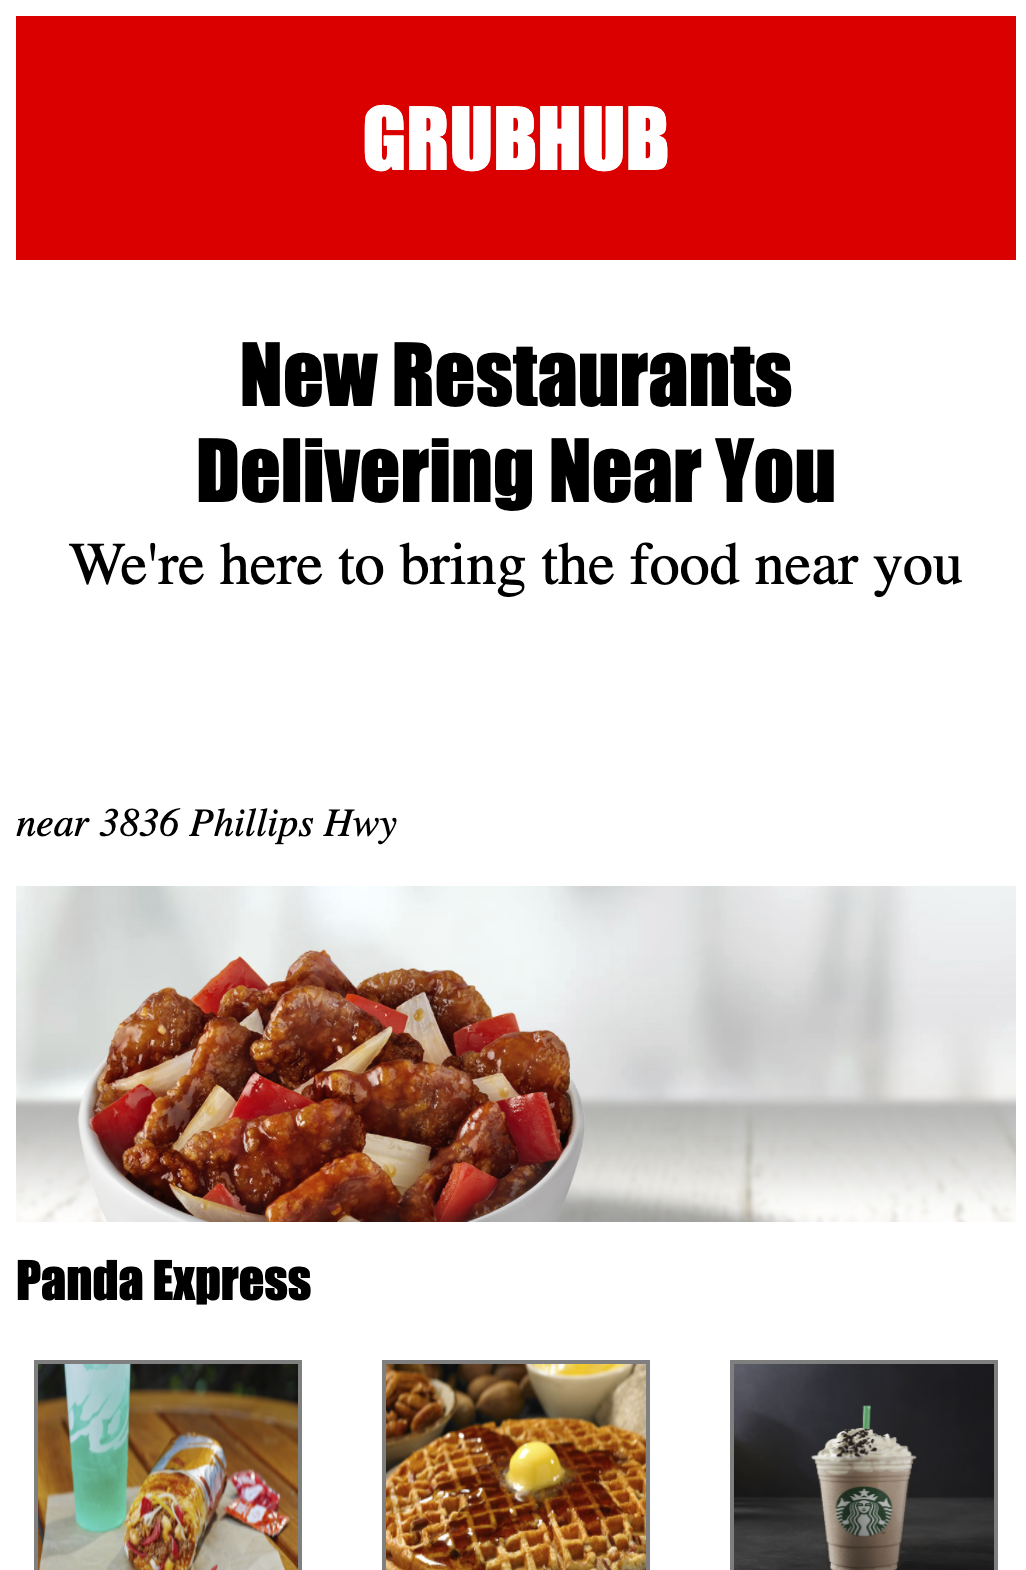 GRUBHUB
New Restaurants
Delivering Near You
We're here to bring the food near you
near 3836 Phillips Hwy
Panda Express